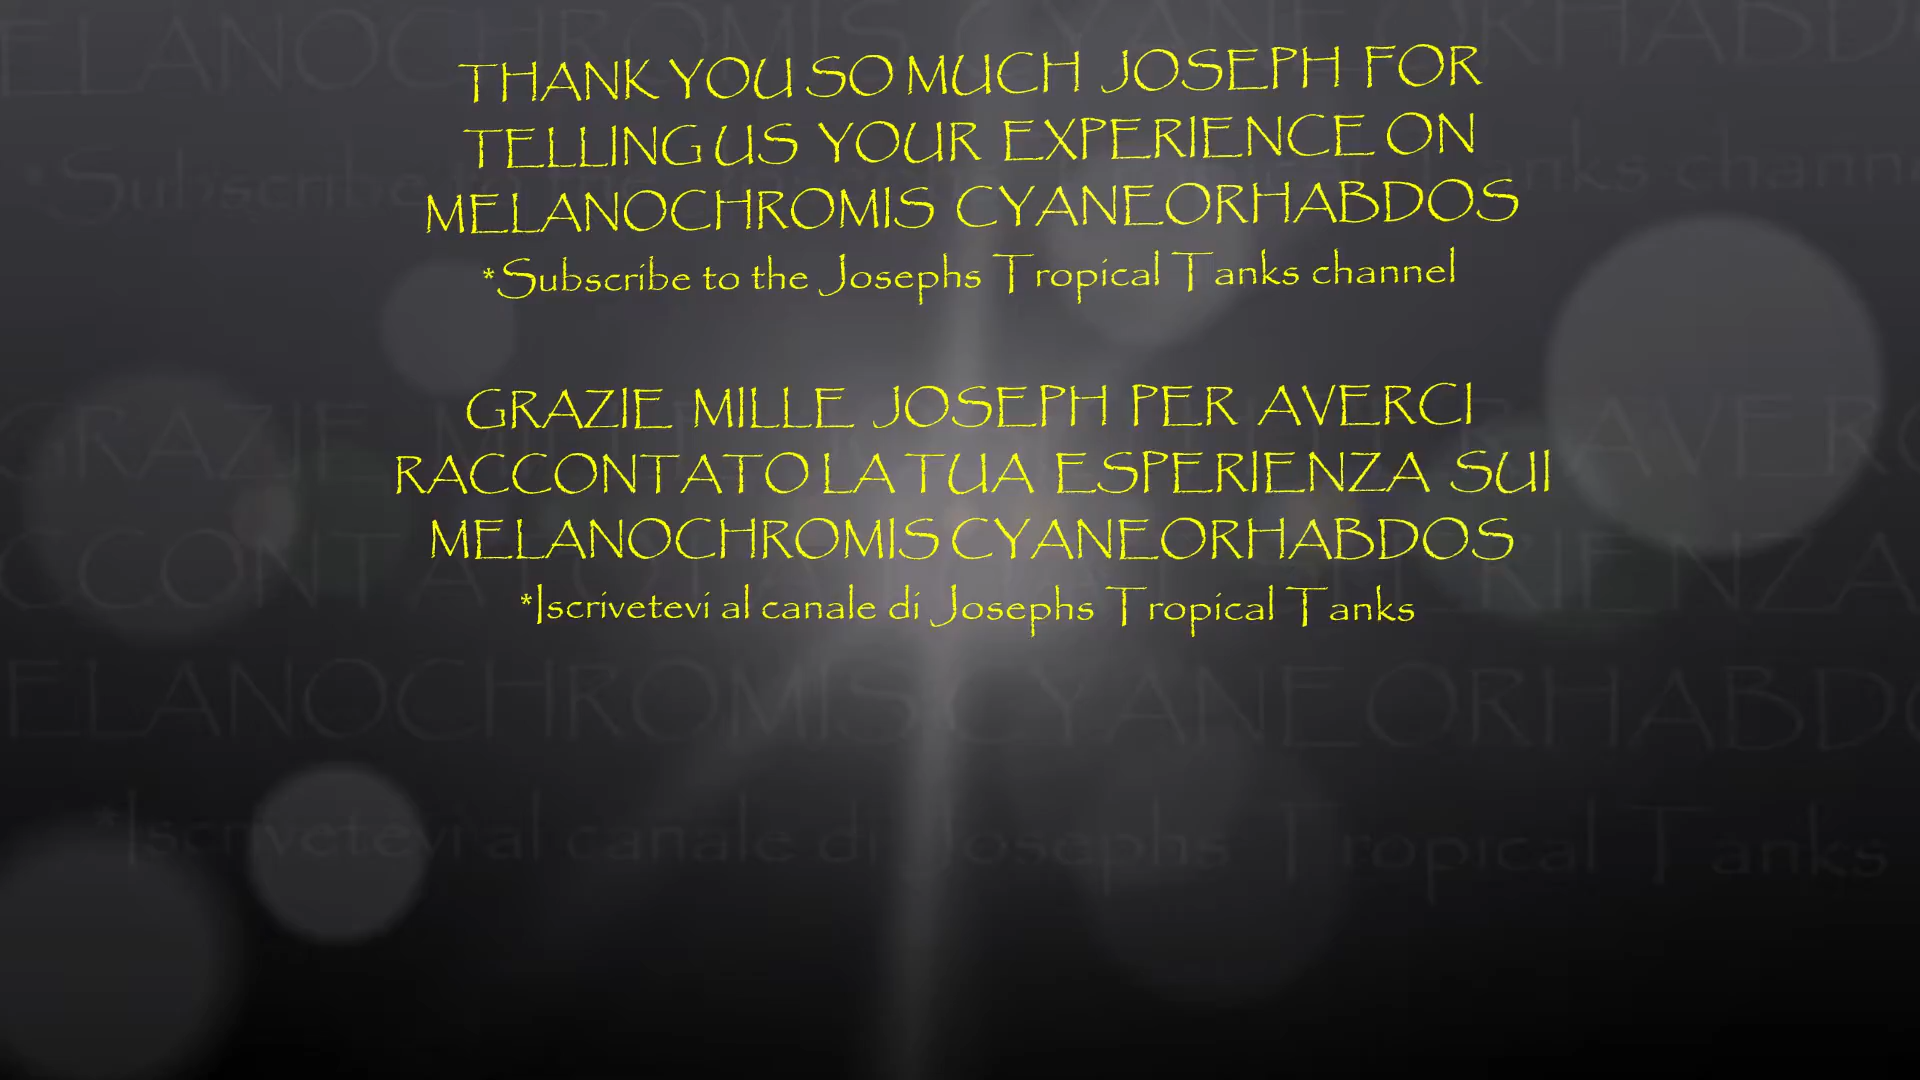 THANK YOU SO MUCH JOSEPH FOR
TELLING US YOUR EXPERIENCE ON
MELANOCHROMIS CYANEORHABDOS
*Subscribe to the Josephs Tropical Tanks channel
GRAZIE MILLE JOSEPH PER AVERCI
RACCONTATO LA TUA ESPERIENZA SUI
MELANOCHROMIS CYANEORHABDOS
*Iscrivetevi al canale di Josephs Tropical Tanks